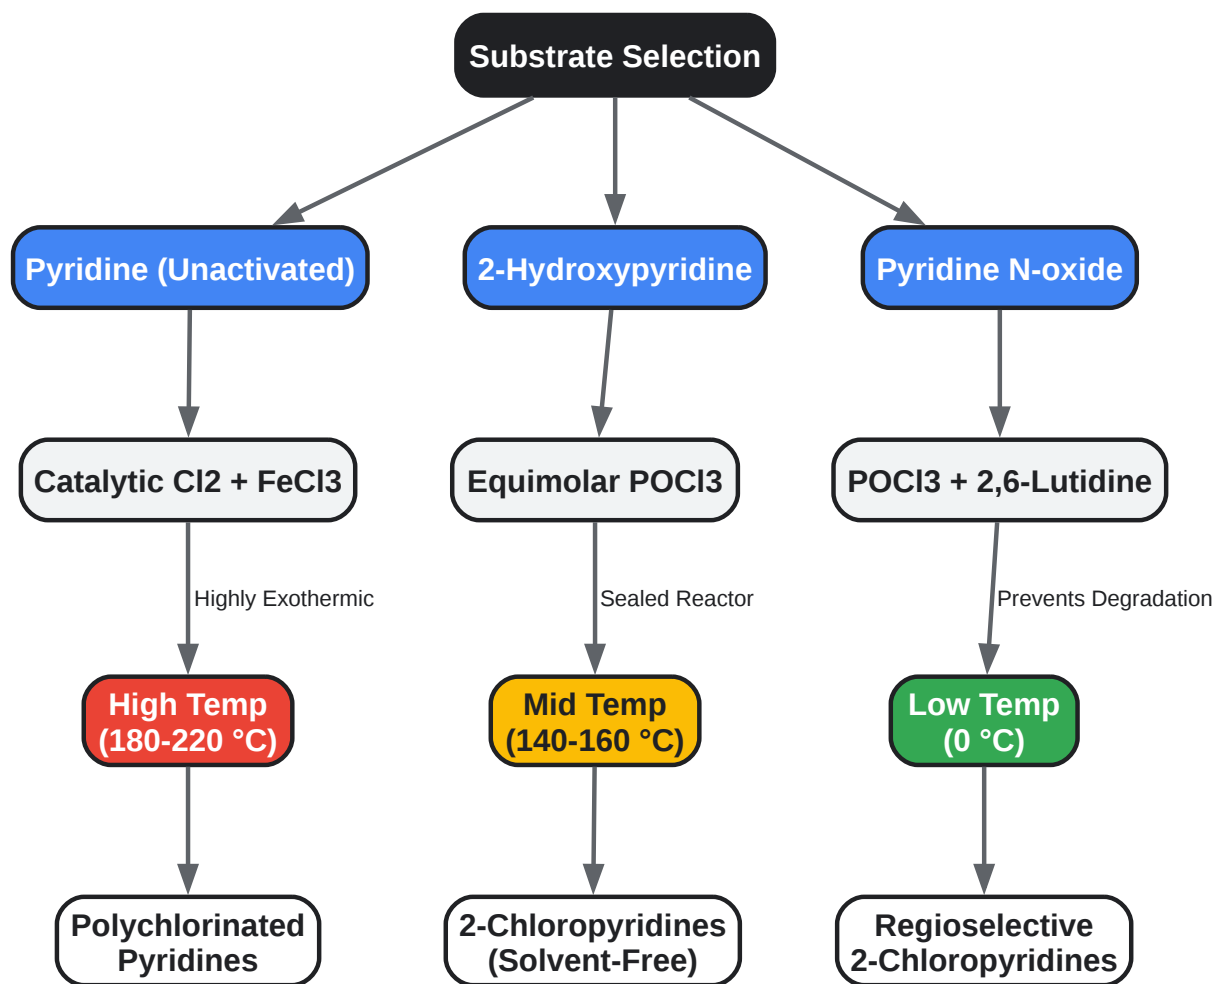 Substrate Selection
Pyridine (Unactivated)
2-Hydroxypyridine
Pyridine N-oxide
Catalytic Cl2 + FeCl3
Equimolar POCl3
POCl3 + 2,6-Lutidine
Highly Exothermic
Sealed Reactor
Prevents Degradation
High Temp
(180-220 °C)
Mid Temp
(140-160 °C)
Low Temp
(0 °C)
Polychlorinated
Pyridines
2-Chloropyridines
(Solvent-Free)
Regioselective
2-Chloropyridines